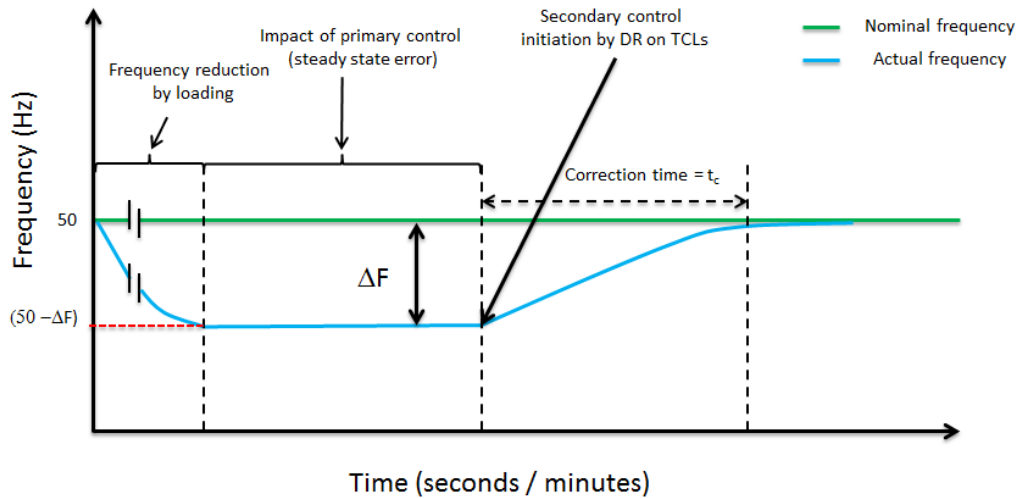 Secondary control
initiation by DR on TCLs
Nominal frequency
Actual frequency
Impact of primary control
(steady state error)
Frequency reduction
by loading
Correction time = tc
Frequency (Hz)
50
ΔF
(50 −ΔF)
Time (seconds / minutes)